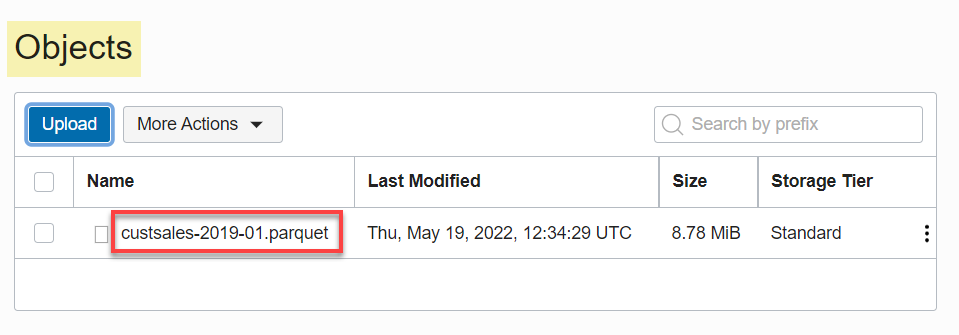 Objects
Upload More Actions Search by prefix
Name Last Modified Size Storage Tier
custsales-2019-01.parquet Thu, May 19, 2022, 12:34:29 UTC 8.78 MiB Standard